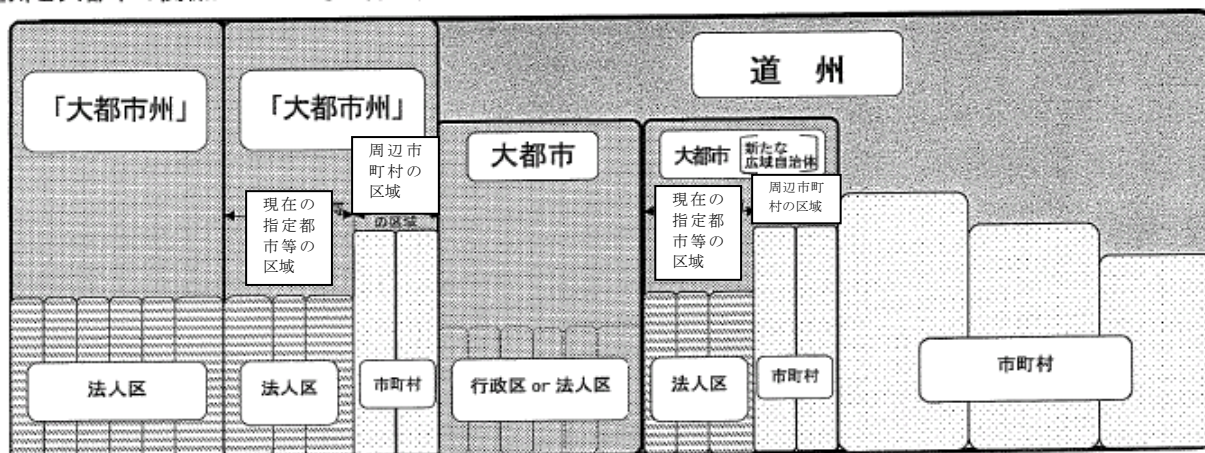 「大都市州」
「大都市州」
道 州
周辺市
町村の
区域
大都市
大都市
新たな
広域自治体
現在の
指定都
市等の
区域
の区域
現在の
指定都
市等の
区域
周辺市町
村の区域
法人区
法人区
市町村
行政区 or 法人区
法人区
市町村
市町村